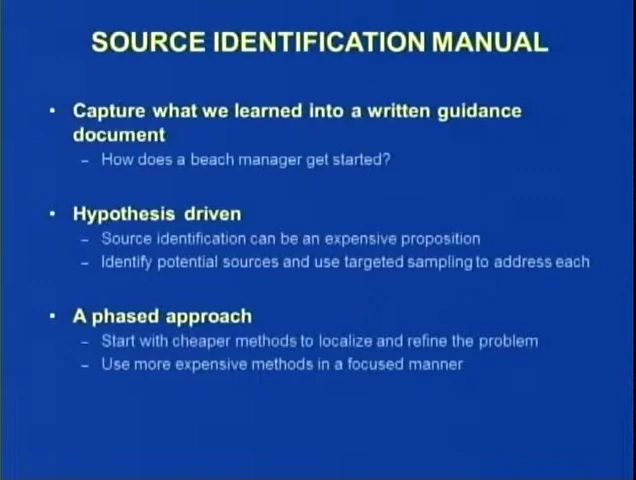 SOURCE IDENTIFICATION MANUAL
• Capture what we learned into a written guidance
document
– How does a beach manager get started?
• Hypothesis driven
– Source identification can be an expensive proposition
– Identify potential sources and use targeted sampling to address each
• A phased approach
– Start with cheaper methods to localize and refine the problem
– Use more expensive methods in a focused manner